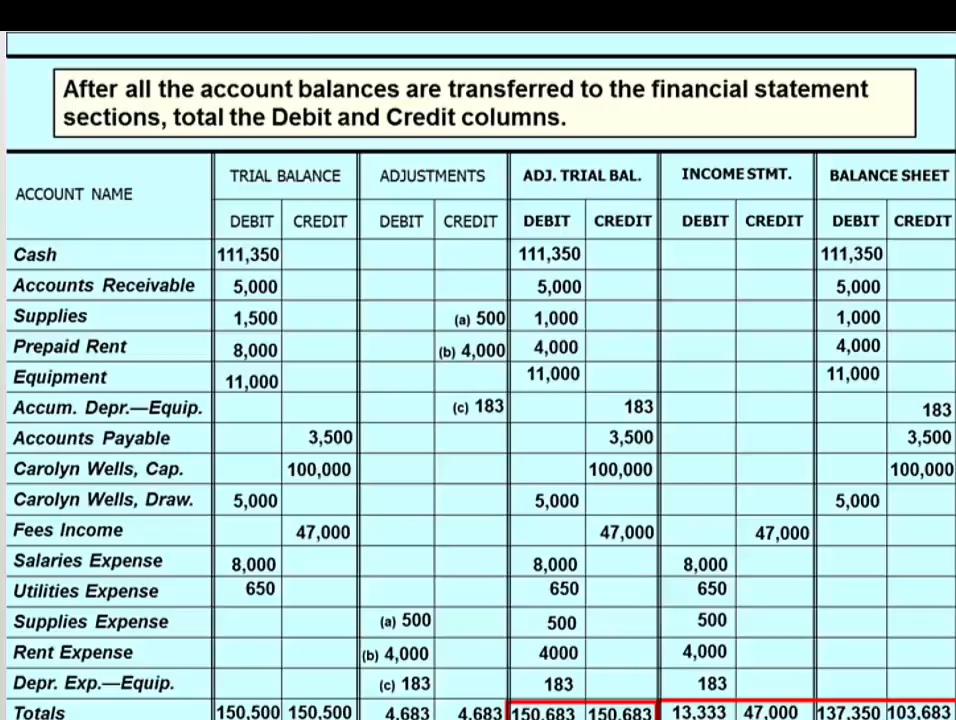 After all the account balances are transferred to the financial statement
sections, total the Debit and Credit columns.
ACCOUNT NAME TRIAL BALANCE ADJUSTMENTS ADJ. TRIAL BAL. INCOME STMT. BALANCE SHEET
DEBIT CREDIT DEBIT CREDIT DEBIT CREDIT DEBIT CREDIT DEBIT CREDIT
Cash 111,350 111,350 111,350
Accounts Receivable 5,000 5,000 5,000
Supplies 1,500 (a) 500 1,000 1,000
Prepaid Rent 8,000 (b) 4,000 4,000 4,000
Equipment 11,000 11,000 11,000
Accum. Depr.—Equip. (c) 183 183 183
Accounts Payable 3,500 3,500 3,500
Carolyn Wells, Cap. 100,000 100,000 100,000
Carolyn Wells, Draw. 5,000 5,000 5,000
Fees Income 47,000 47,000 47,000
Salaries Expense 8,000 8,000 8,000
Utilities Expense 650 650 650
Supplies Expense (a) 500 500 500
Rent Expense (b) 4,000 4000 4,000
Depr. Exp.—Equip. (c) 183 183 183
Totals 150,500 150,500 4,683 4,683 150,683 150,683 13,333 47,000 137,350 103,683